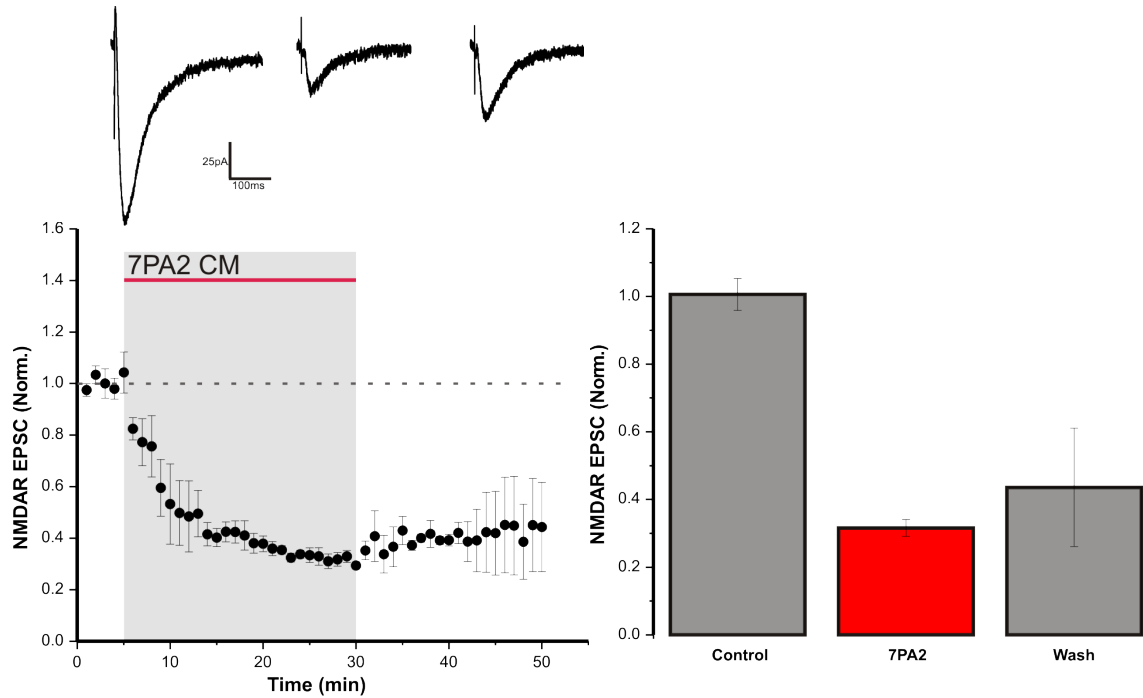 25pA
100ms
1.6
1.4
1.2
1.0
0.8
0.6
0.4
0.2
0.0
NMDAR EPSC (Norm.)
7PA2 CM
0 10 20 30 40 50
Time (min)
1.2
1.0
0.8
0.6
0.4
0.2
0.0
NMDAR EPSC (Norm.)
Control 7PA2 Wash